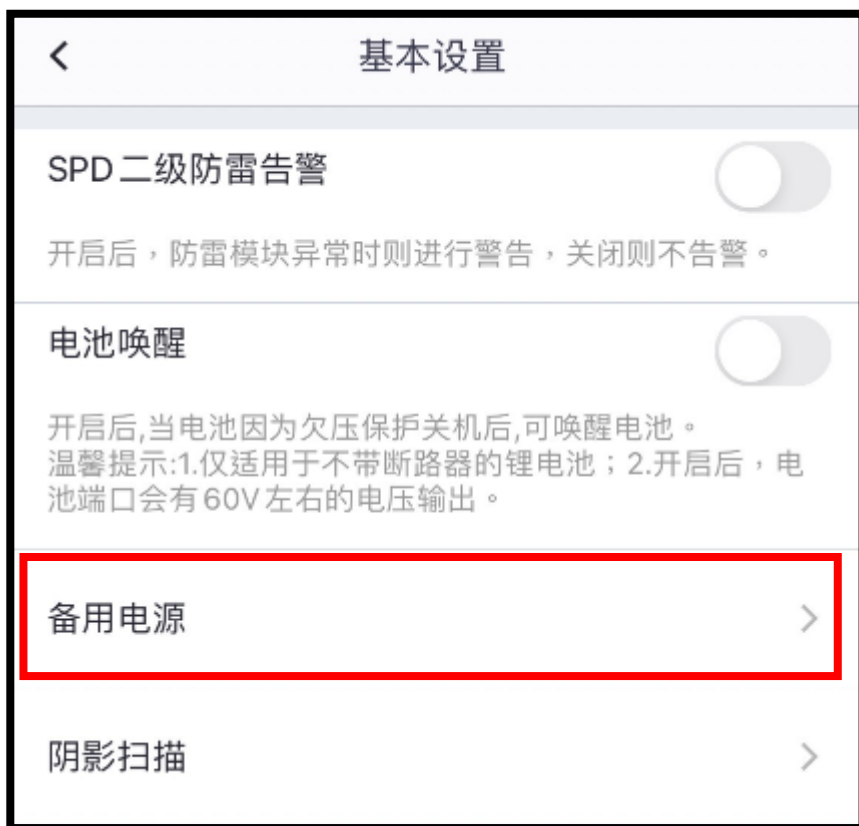 基本设置
SPD二级防雷告警
开启后，防雷模块异常时则进行警告，关闭则不告警。
电池唤醒
开启后,当电池因为欠压保护关机后,可唤醒电池。
温馨提示:1.仅适用于不带断路器的锂电池；2.开启后，电
池端口会有60V左右的电压输出。
备用电源
阴影扫描